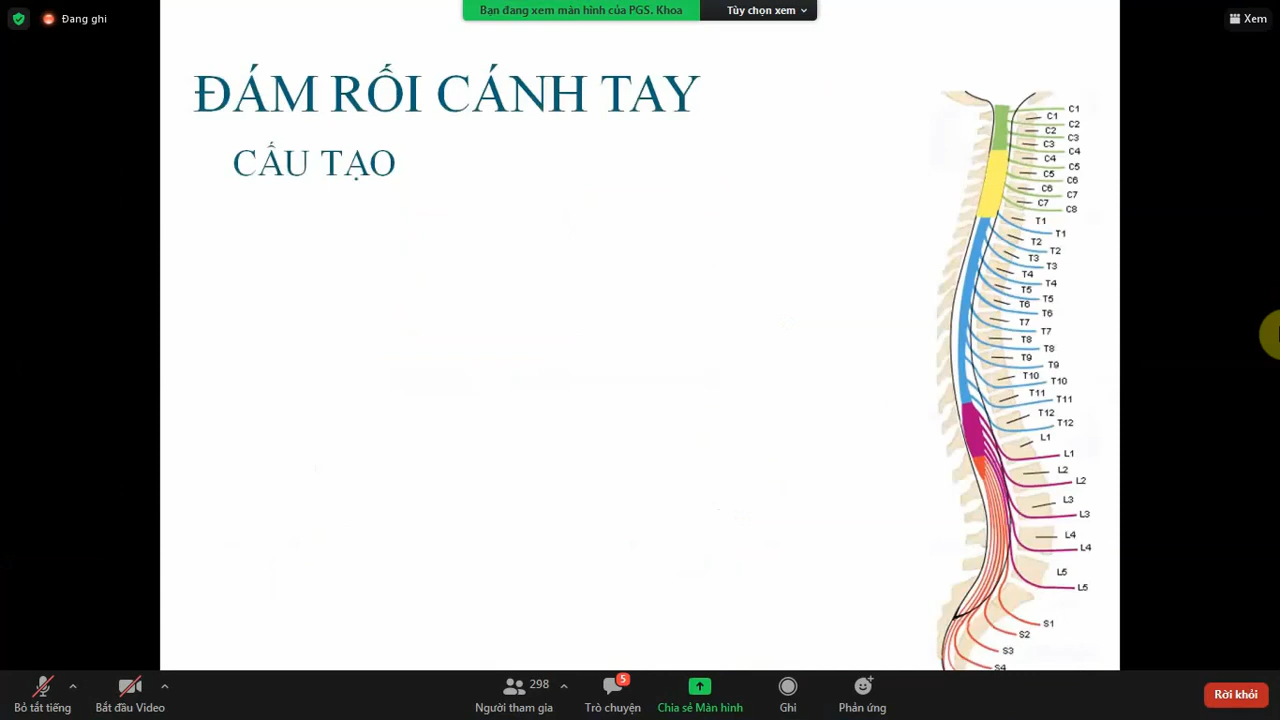 Đang ghi
Bạn đang xem màn hình của PGS. Khoa
Tùy chọn xem
Xem
ĐÁM RỐI CÁNH TAY
CẤU TẠO
C1
C1
C2
C2
C3
C3
C4
C4
C5
C5
C6
C6
C7
C7
C8
T1
T1
T2
T2
T3
T3
T4
T4
T5
T5
T6
T6
T7
T7
T8
T8
T9
T9
T10
T10
T11
T11
T12
T12
L1
L1
L2
L2
L3
L3
L4
L4
L5
L5
S1
S2
S3
S4
Bỏ tắt tiếng
Bắt đầu Video
298
Người tham gia
5
Trò chuyện
Chia sẻ Màn hình
Ghi
Phản ứng
Rời khỏi